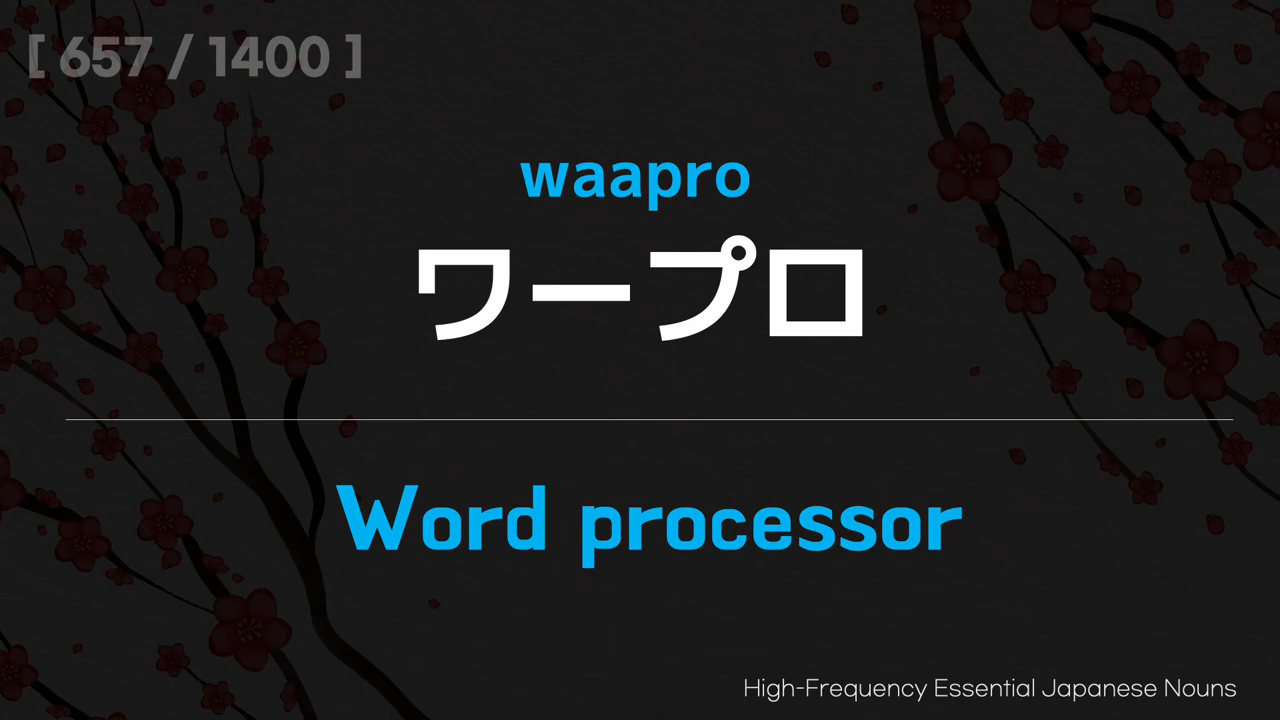 [ 657 / 1400 ]
waapro
ワープロ
Word processor
High-Frequency Essential Japanese Nouns